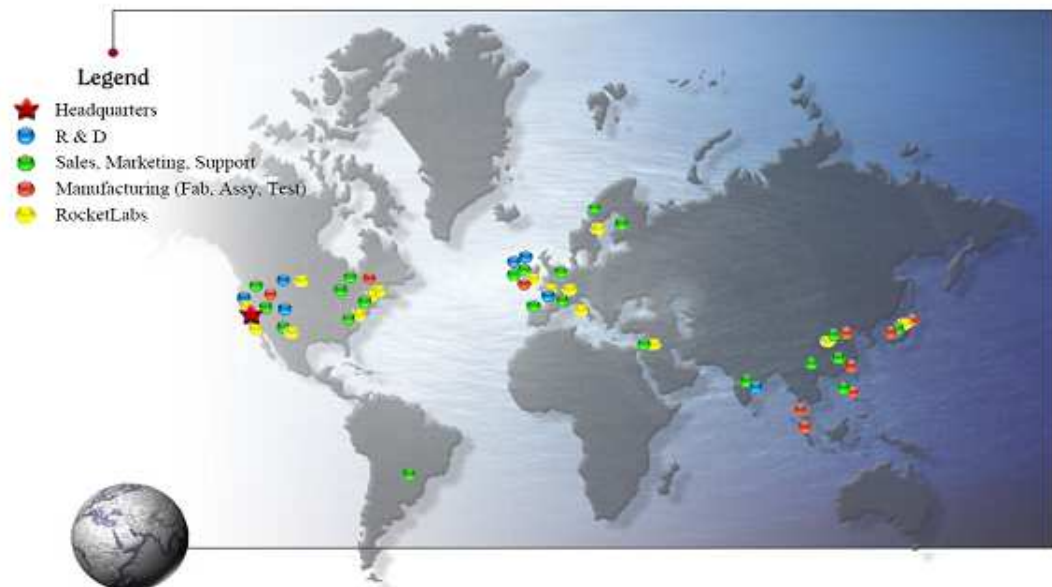 Legend
Headquarters
R & D
Sales, Marketing, Support
Manufacturing (Fab, Assy, Test)
RocketLabs